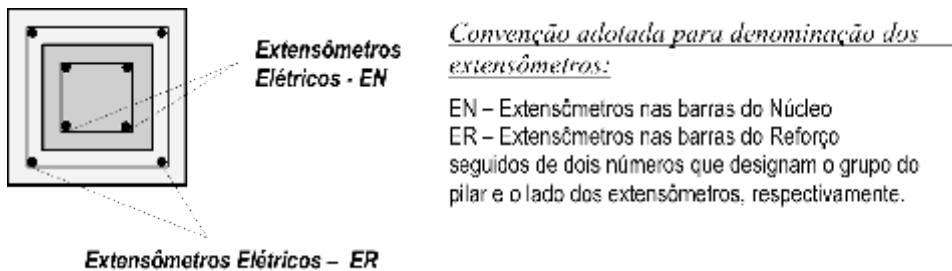 Extensômetros
Elétricos - EN
Convenção adotada para denominação dos
extensômetros:
EN – Extensômetros nas barras do Núcleo
ER – Extensômetros nas barras do Reforço
seguidos de dois números que designam o grupo do
pilar e o lado dos extensômetros, respectivamente.
Extensômetros Elétricos – ER